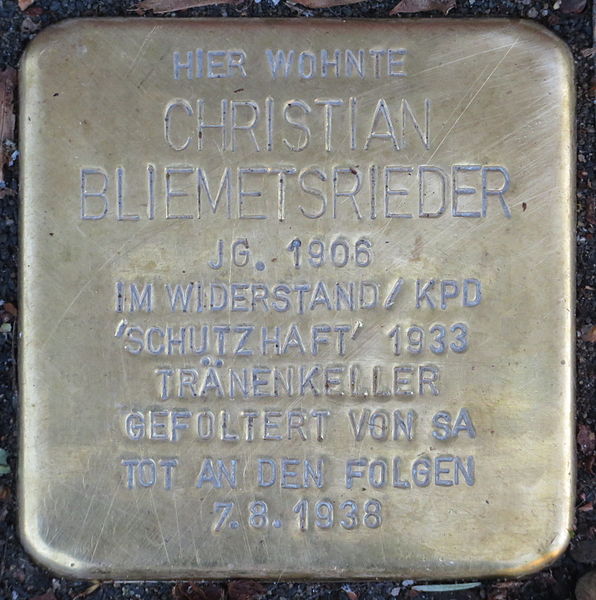 HIER WOHNTE
CHRISTIAN
BLIEMETSRIEDER
JG. 1906
IM WIDERSTAND / KPD
'SCHUTZHAFT' 1933
TRÄNENKELLER
GEFOLTERT VON SA
TOT AN DEN FOLGEN
7.8.1938